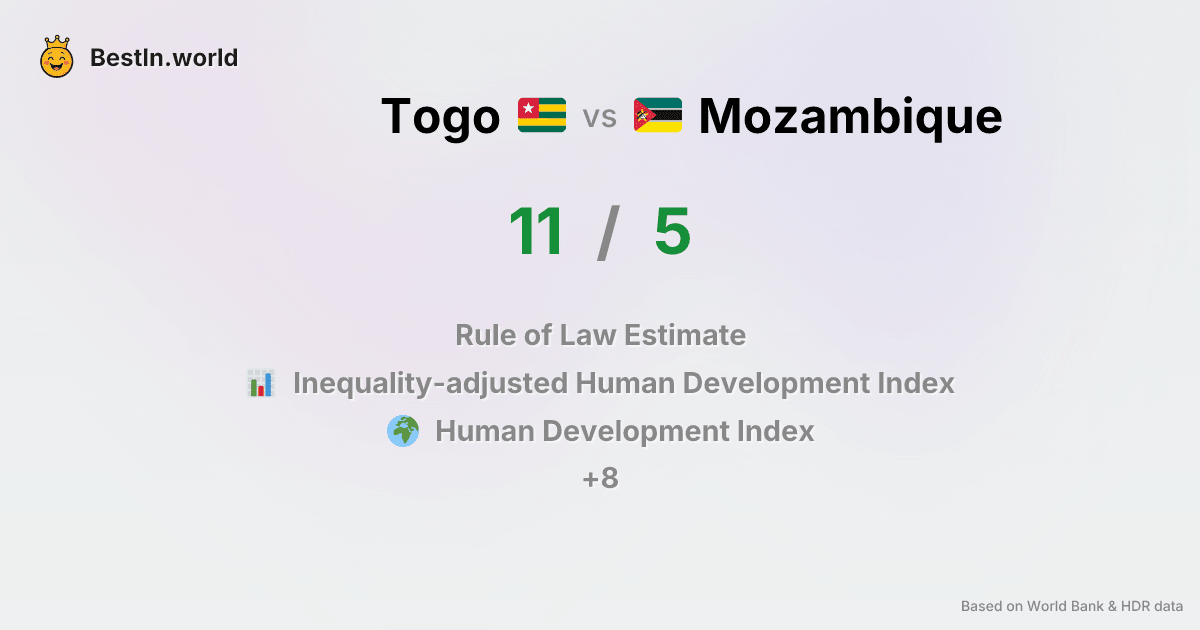 BestIn.world
Togo vs Mozambique
11 / 5
Rule of Law Estimate
Inequality-adjusted Human Development Index
Human Development Index
+8
Based on World Bank & HDR data